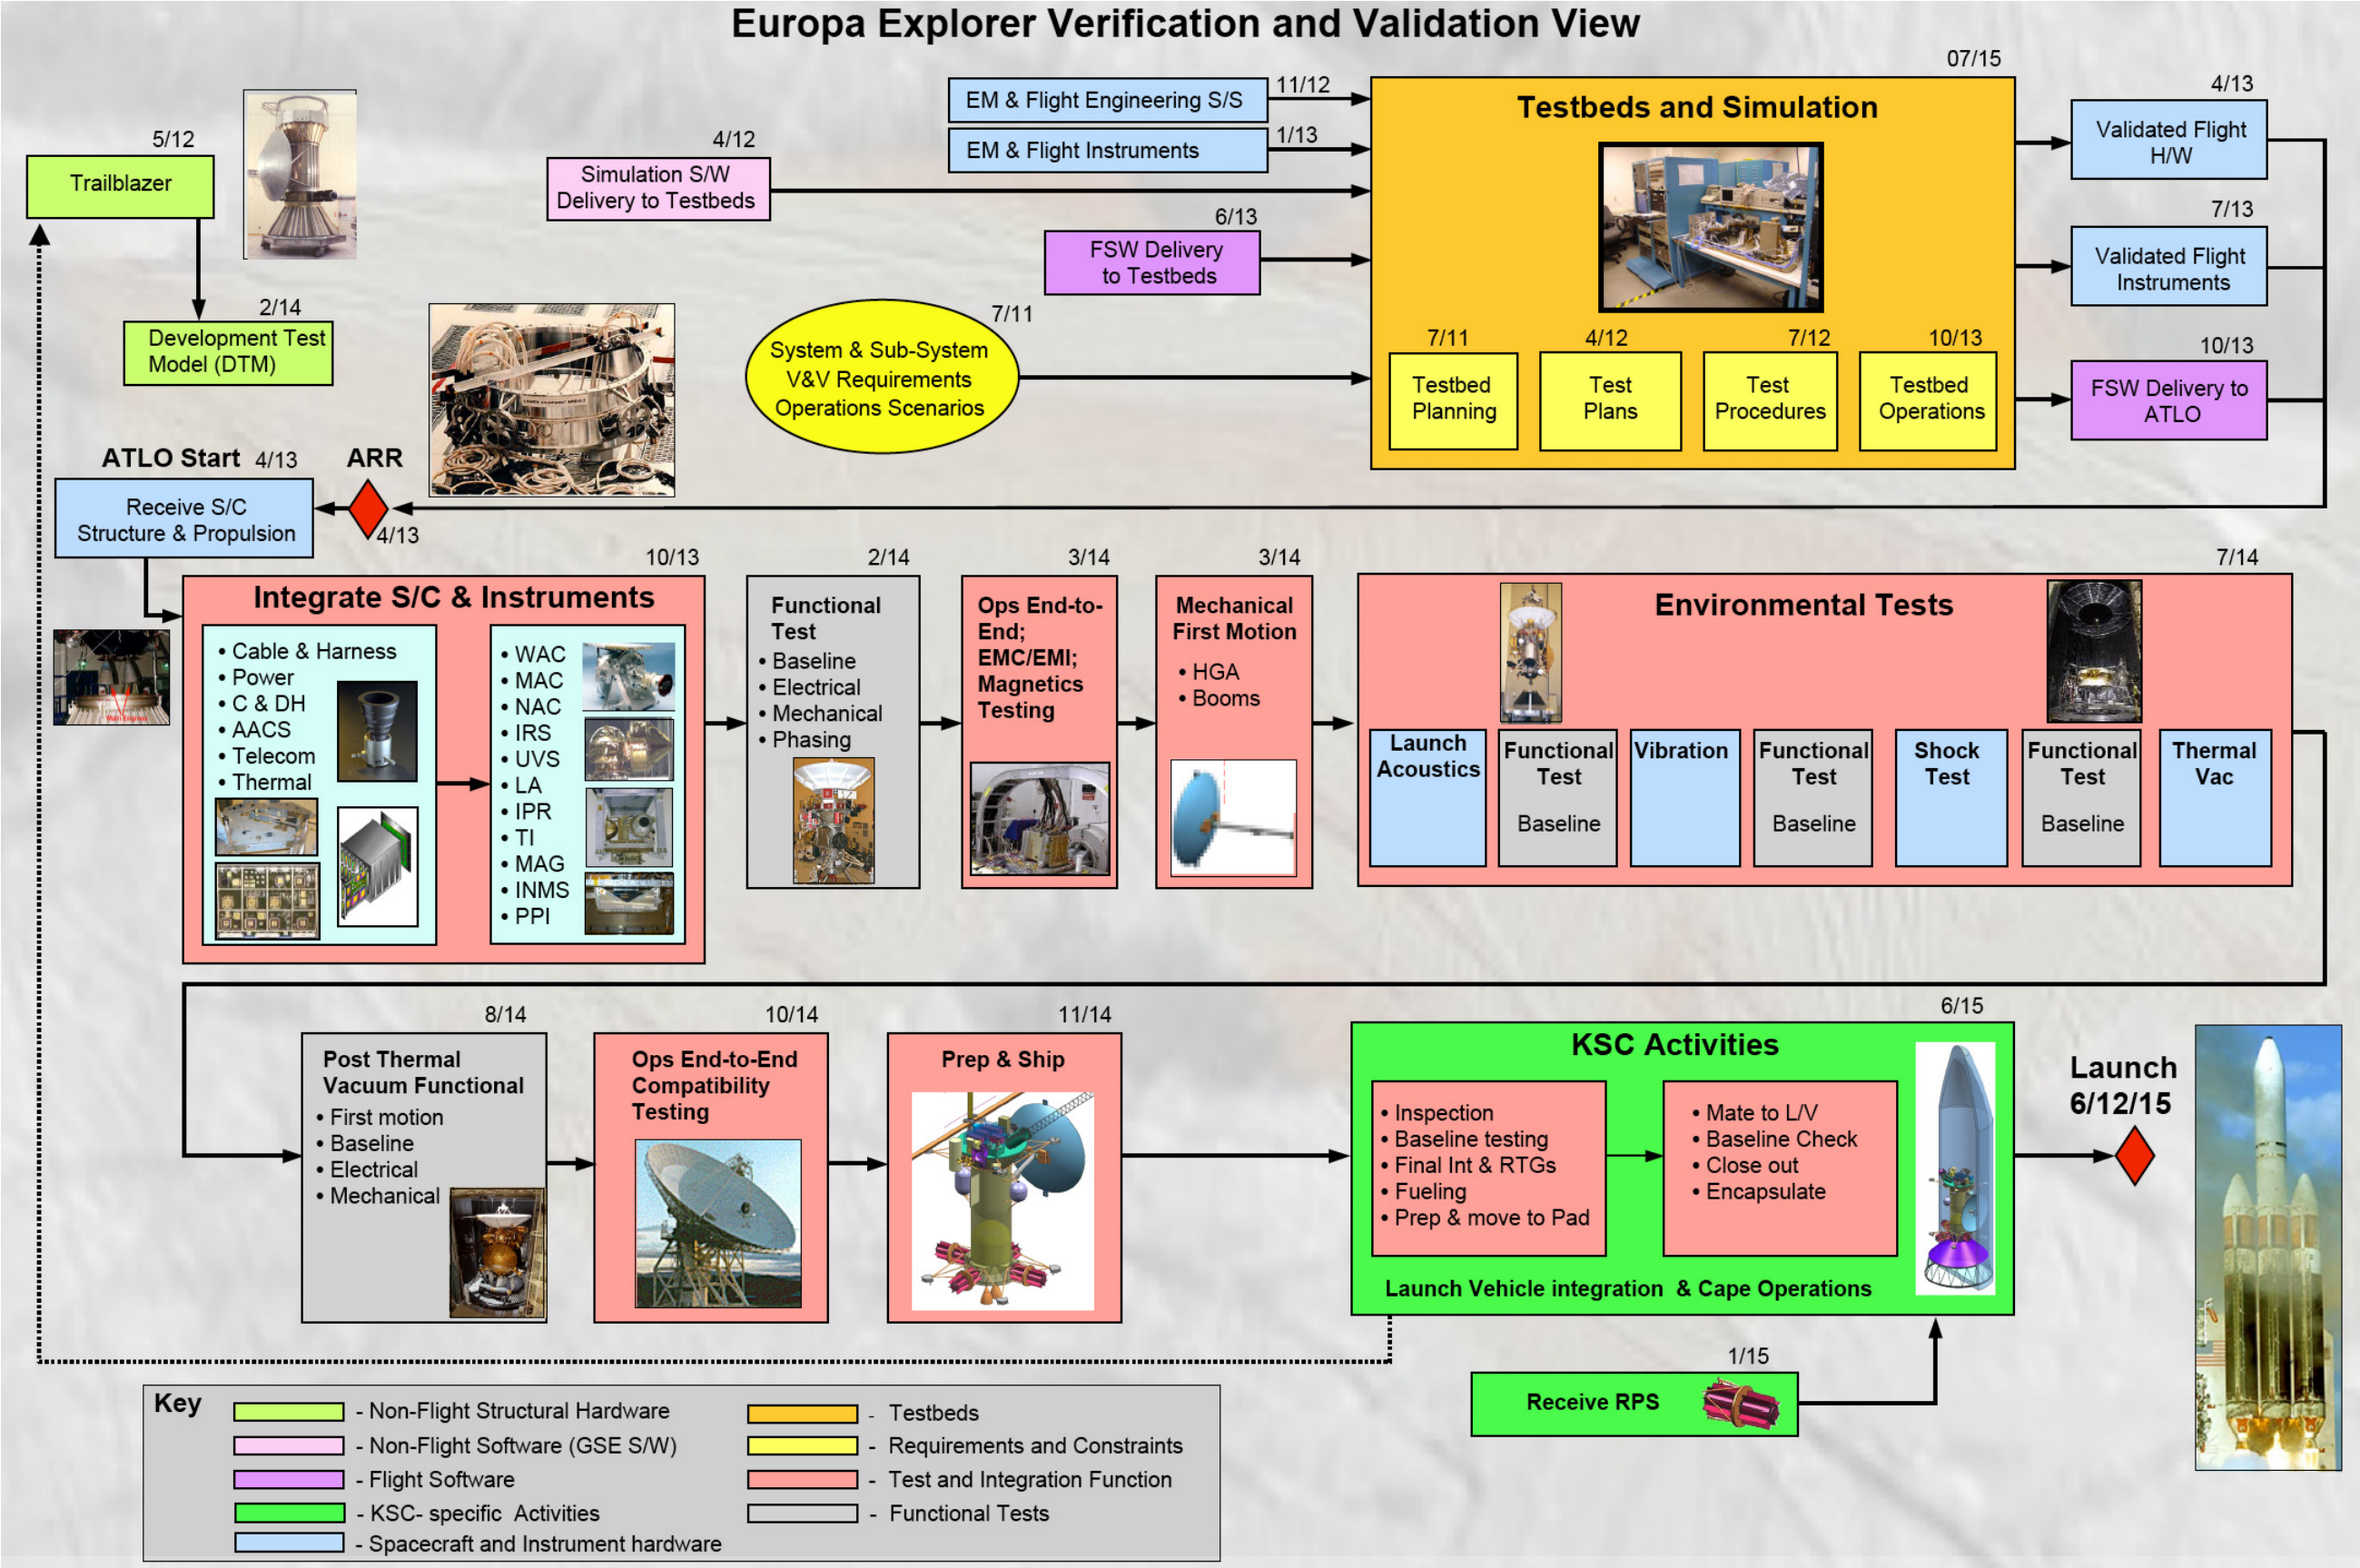 Europa Explorer Verification and Validation View
07/15
5/12
Trailblazer
2/14
Development Test
Model (DTM)
4/12
Simulation S/W
Delivery to Testbeds
EM & Flight Engineering S/S
11/12
EM & Flight Instruments
1/13
6/13
FSW Delivery
to Testbeds
7/11
System & Sub-System
V&V Requirements
Operations Scenarios
Testbeds and Simulation
7/11
Testbed
Planning
4/12
Test
Plans
7/12
Test
Procedures
10/13
Testbed
Operations
4/13
Validated Flight
H/W
7/13
Validated Flight
Instruments
10/13
FSW Delivery to
ATLO
LOWER EQUIPMENT MODULE
ATLO Start 4/13
ARR
4/13
Receive S/C
Structure & Propulsion
Main Engines
10/13
Integrate S/C & Instruments
• Cable & Harness
• Power
• C & DH
• AACS
• Telecom
• Thermal
• WAC
• MAC
• NAC
• IRS
• UVS
• LA
• IPR
• TI
• MAG
• INMS
• PPI
2/14
Functional
Test
• Baseline
• Electrical
• Mechanical
• Phasing
3/14
Ops End-to-
End;
EMC/EMI;
Magnetics
Testing
3/14
Mechanical
First Motion
• HGA
• Booms
7/14
Environmental Tests
Launch
Acoustics
Functional
Test
Baseline
Vibration
Functional
Test
Baseline
Shock
Test
Functional
Test
Baseline
Thermal
Vac
8/14
Post Thermal
Vacuum Functional
• First motion
• Baseline
• Electrical
• Mechanical
10/14
Ops End-to-End
Compatibility
Testing
11/14
Prep & Ship
6/15
KSC Activities
• Inspection
• Baseline testing
• Final Int & RTGs
• Fueling
• Prep & move to Pad
• Mate to L/V
• Baseline Check
• Close out
• Encapsulate
Launch Vehicle integration & Cape Operations
Launch
6/12/15
1/15
Receive RPS
Key
- Non-Flight Structural Hardware
- Non-Flight Software (GSE S/W)
- Flight Software
- KSC- specific Activities
- Spacecraft and Instrument hardware
- Testbeds
- Requirements and Constraints
- Test and Integration Function
- Functional Tests